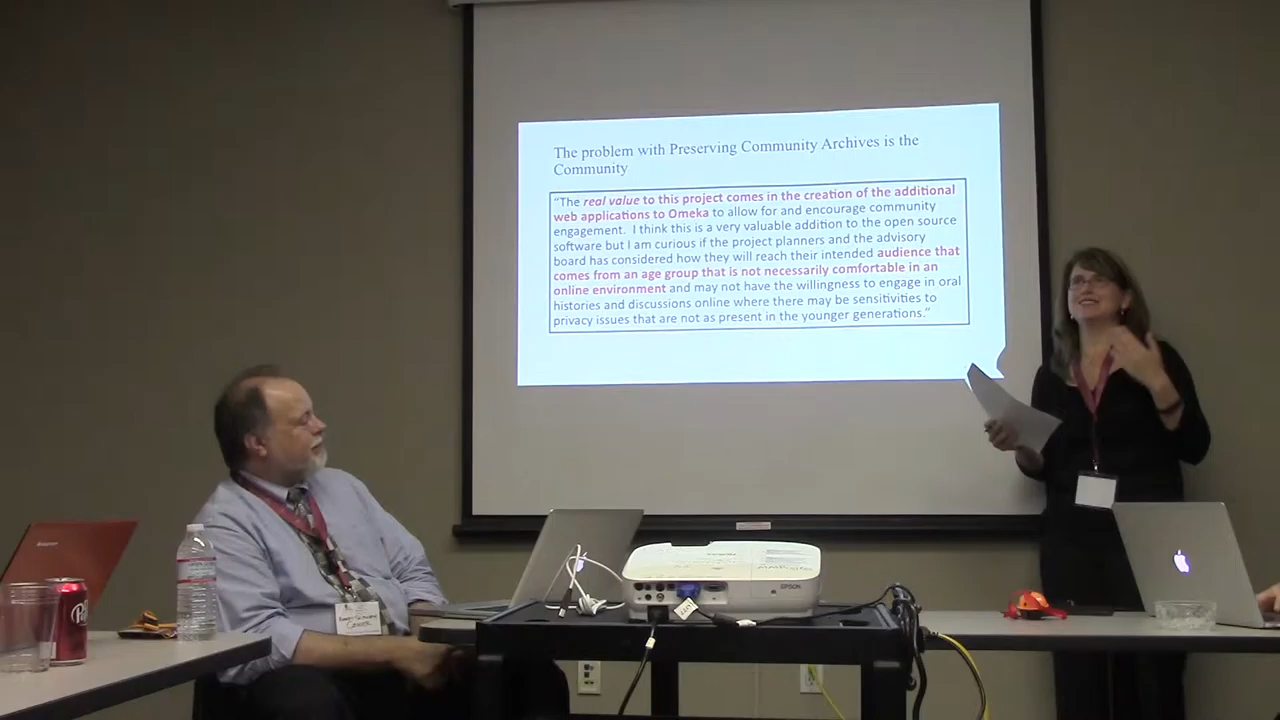 The problem with Preserving Community Archives is the
Community
“The real value to this project comes in the creation of the additional
web applications to Omeka to allow for and encourage community
engagement. I think this is a very valuable addition to the open source
software but I am curious if the project planners and the advisory
board has considered how they will reach their intended audience that
comes from an age group that is not necessarily comfortable in an
online environment and may not have the willingness to engage in oral
histories and discussions online where there may be sensitivities to
privacy issues that are not as present in the younger generations.”
EPSON